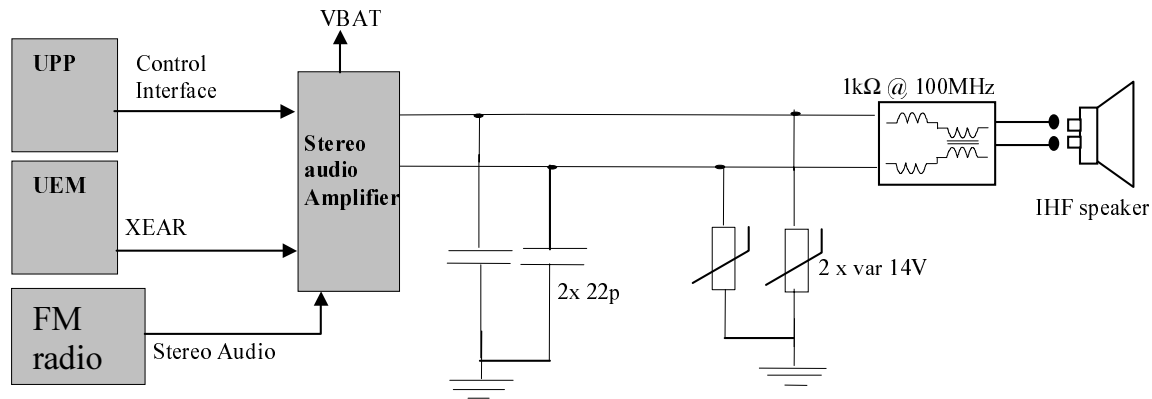 VBAT
UPP
Control
Interface
1kΩ @ 100MHz
Stereo
audio
Amplifier
UEM
XEAR
IHF speaker
2 x var 14V
2x 22p
FM
radio
Stereo Audio